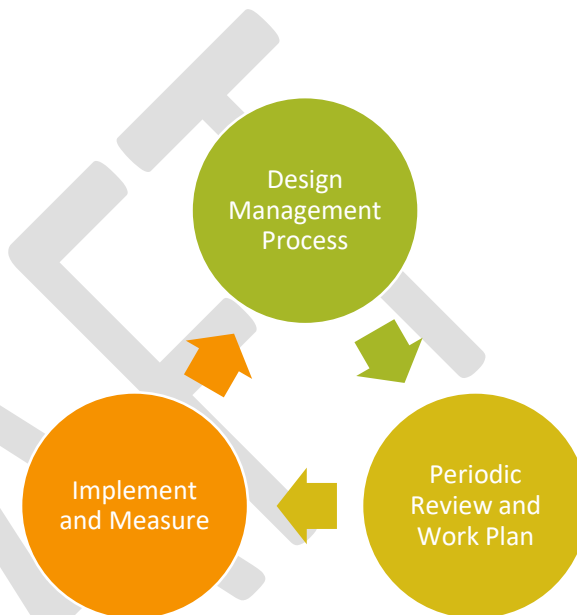 Design
Management
Process
Periodic
Review and
Work Plan
Implement
and Measure